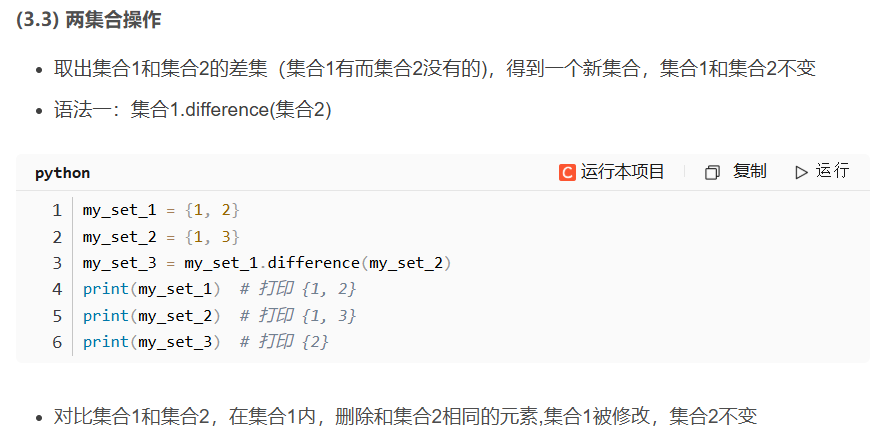 (3.3) 两集合操作
取出集合1和集合2的差集（集合1有而集合2没有的)，得到一个新集合，集合1和集合2不变
语法一：集合1.difference(集合2)
python C 运行本项目 复制 运行
1 my_set_1 = {1, 2}
2 my_set_2 = {1, 3}
3 my_set_3 = my_set_1.difference(my_set_2)
4 print(my_set_1)  # 打印 {1, 2}
5 print(my_set_2)  # 打印 {1, 3}
6 print(my_set_3)  # 打印 {2}
对比集合1和集合2，在集合1内，删除和集合2相同的元素,集合1被修改，集合2不变